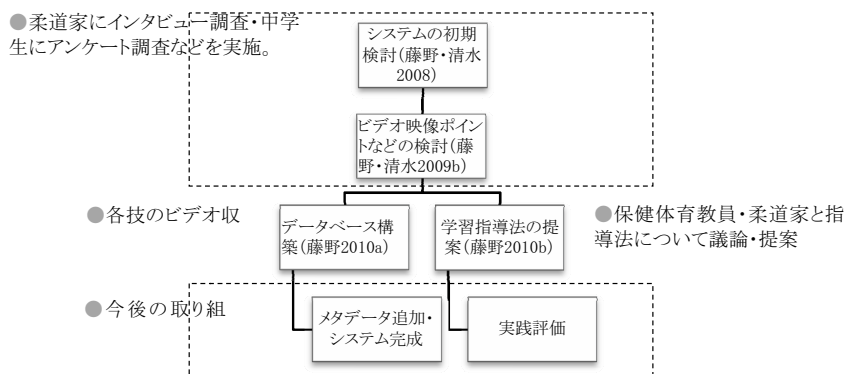 ●柔道家にインタビュー調査・中学
生にアンケート調査などを実施。
システムの初期
検討(藤野・清水
2008)
ビデオ映像ポイン
トなどの検討(藤
野・清水2009b)
●各技のビデオ収
データベース構
築(藤野2010a)
学習指導法の提
案(藤野2010b)
●保健体育教員・柔道家と指
導法について議論・提案
●今後の取り組
メタデータ追加・
システム完成
実践評価